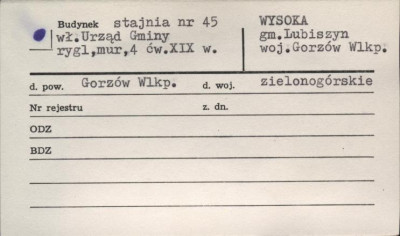 Budynek stajnia nr 45 WYSOKA
wł.Urząd Gminy gm.Lubiszyn
rygl,mur,4 ćw.XIX w. woj.Gorzów Wlkp.
d. pow. Gorzów Wlkp. d. woj. zielonogórskie
Nr rejestru z. dn.
ODZ
BDZ